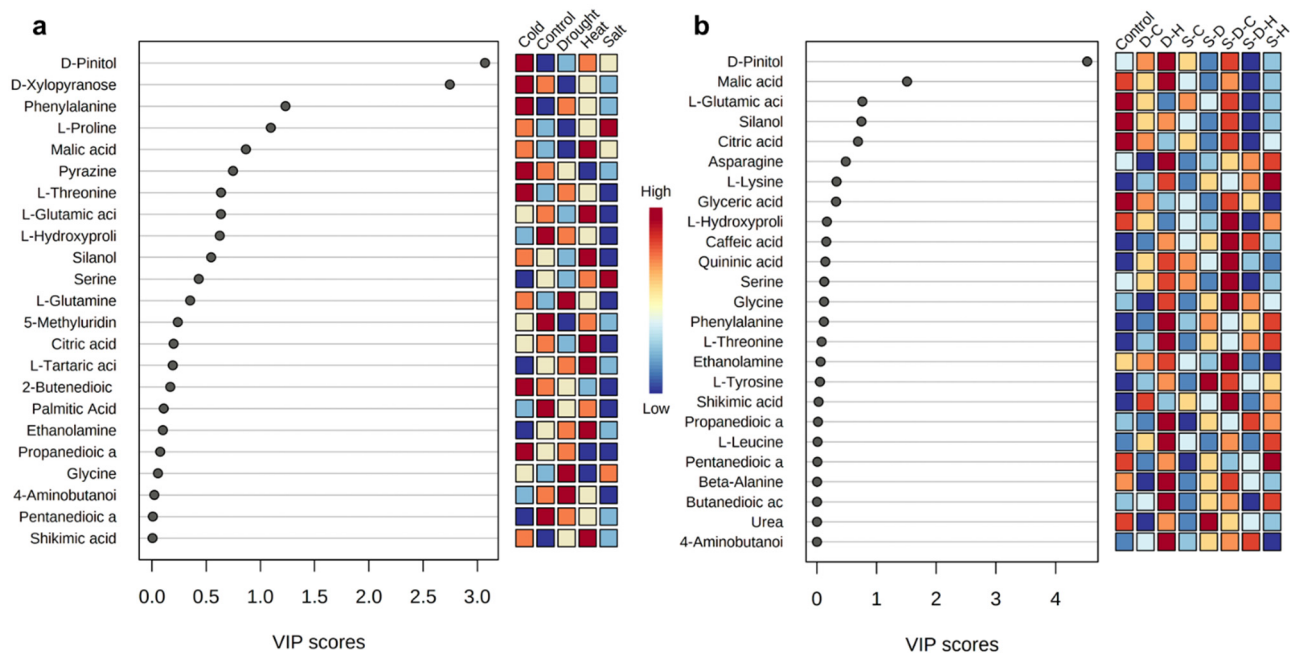 a
Cold
Control
Drought
Heat
Salt
D-Pinitol
D-Xylopyranose
Phenylalanine
L-Proline
Malic acid
Pyrazine
L-Threonine
L-Glutamic aci
L-Hydroxyproli
Silanol
Serine
L-Glutamine
5-Methyluridin
Citric acid
L-Tartaric aci
2-Butenedioic
Palmitic Acid
Ethanolamine
Propanedioic a
Glycine
4-Aminobutanoi
Pentanedioic a
Shikimic acid
0.0 0.5 1.0 1.5 2.0 2.5 3.0
VIP scores
High
Low
b
Control
D-C
D-H
S-C
S-D
S-D-C
S-D-H
S-H
D-Pinitol
Malic acid
L-Glutamic aci
Silanol
Citric acid
Asparagine
L-Lysine
Glyceric acid
L-Hydroxyproli
Caffeic acid
Quininic acid
Serine
Glycine
Phenylalanine
L-Threonine
Ethanolamine
L-Tyrosine
Shikimic acid
Propanedioic a
L-Leucine
Pentanedioic a
Beta-Alanine
Butanedioic ac
Urea
4-Aminobutanoi
0 1 2 3 4
VIP scores